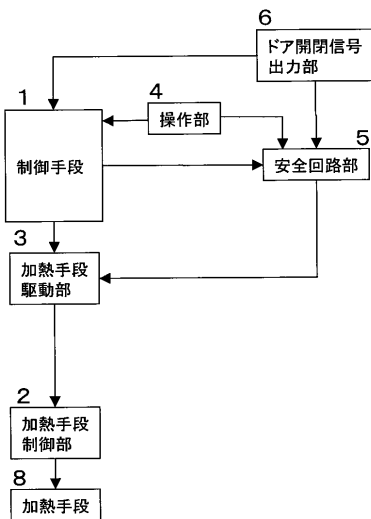 6
ドア開閉信号
出力部
1
制御手段
4
操作部
5
安全回路部
3
加熱手段
駆動部
2
加熱手段
制御部
8
加熱手段